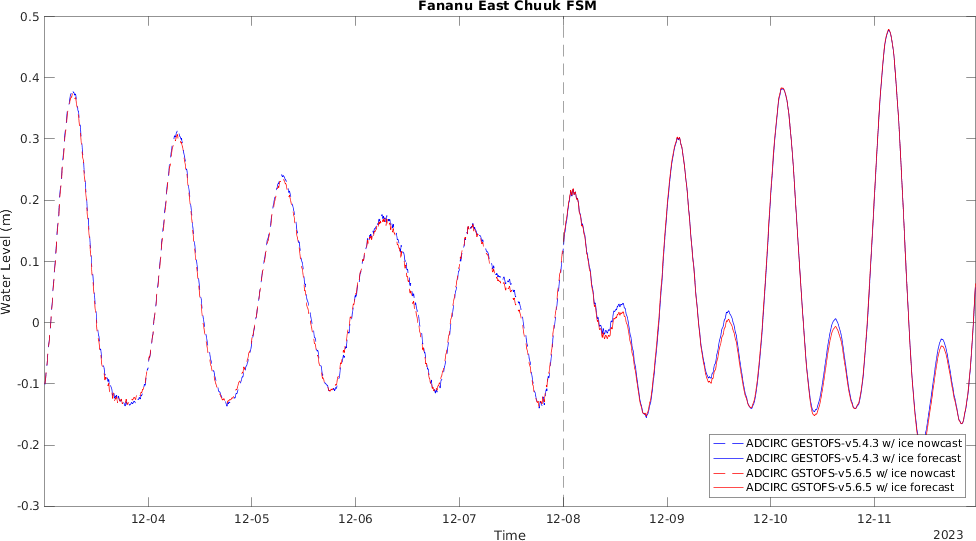 Fananu East Chuuk FSM
0.5
0.4
0.3
0.2
0.1
0
-0.1
-0.2
-0.3
Water Level (m)
12-04 12-05 12-06 12-07 12-08 12-09 12-10 12-11
Time
2023
ADCIRC GESTOFS-v5.4.3 w/ ice nowcast
ADCIRC GESTOFS-v5.4.3 w/ ice forecast
ADCIRC GSTOFS-v5.6.5 w/ ice nowcast
ADCIRC GSTOFS-v5.6.5 w/ ice forecast